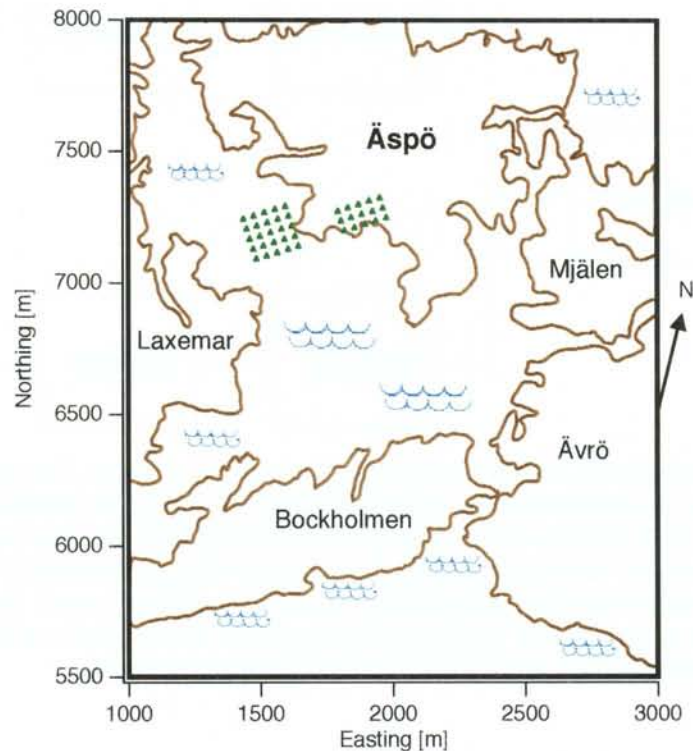 8000
7500
7000
6500
6000
5500
Northing [m]
Äspö
Mjälen
N
Laxemar
Ävrö
Bockholmen
1000
1500
2000
2500
3000
Easting [m]